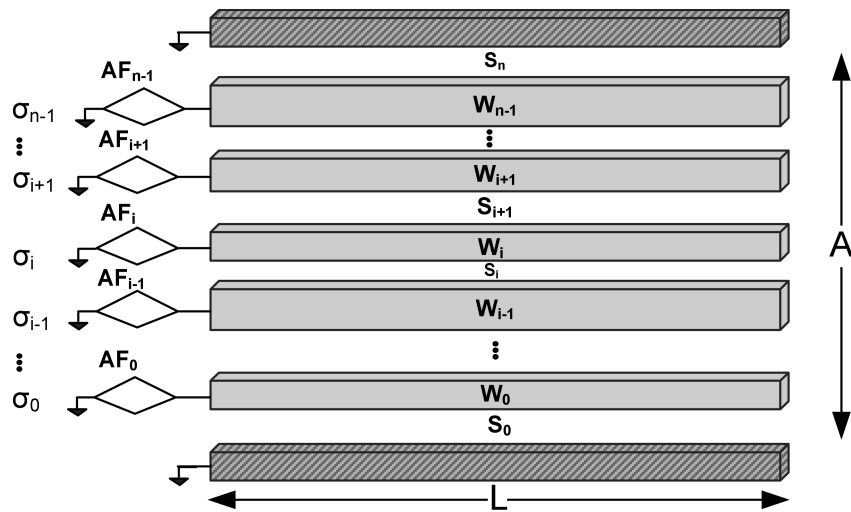 Sₙ
AFₙ₋₁
σₙ₋₁ Wₙ₋₁
AFᵢ₊₁
σᵢ₊₁ Wᵢ₊₁
Sᵢ₊₁
AFᵢ
σᵢ Wᵢ A
Sᵢ
AFᵢ₋₁
σᵢ₋₁ Wᵢ₋₁
AF₀
σ₀ W₀
S₀
L